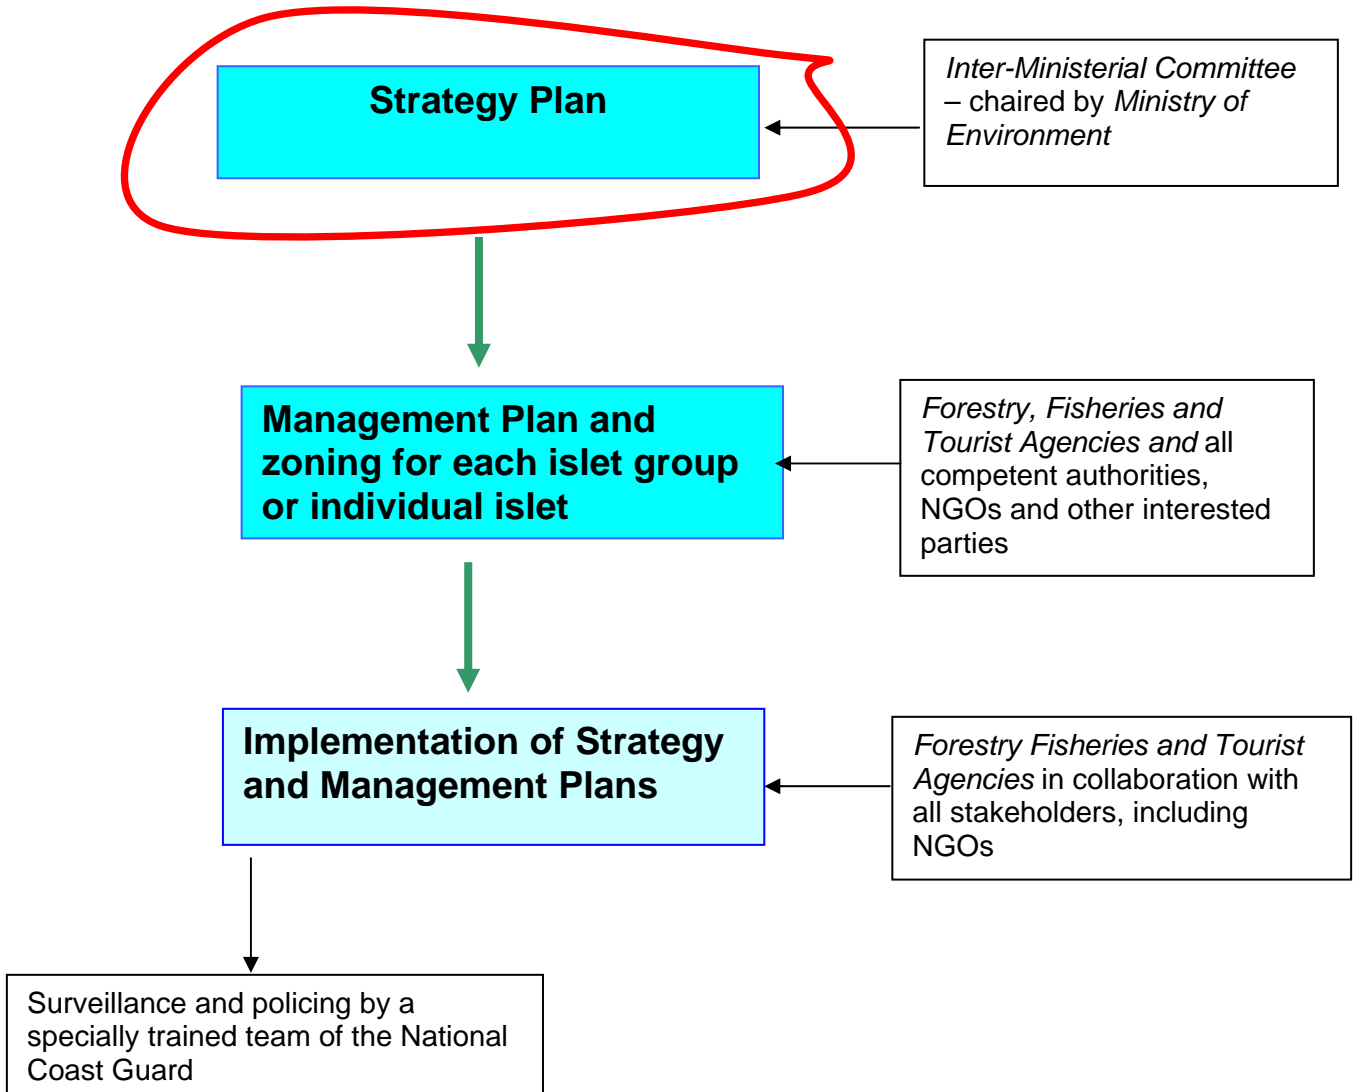 Strategy Plan
Inter-Ministerial Committee
– chaired by Ministry of
Environment
Management Plan and
zoning for each islet group
or individual islet
Forestry, Fisheries and
Tourist Agencies and all
competent authorities,
NGOs and other interested
parties
Implementation of Strategy
and Management Plans
Forestry Fisheries and Tourist
Agencies in collaboration with
all stakeholders, including
NGOs
Surveillance and policing by a
specially trained team of the National
Coast Guard